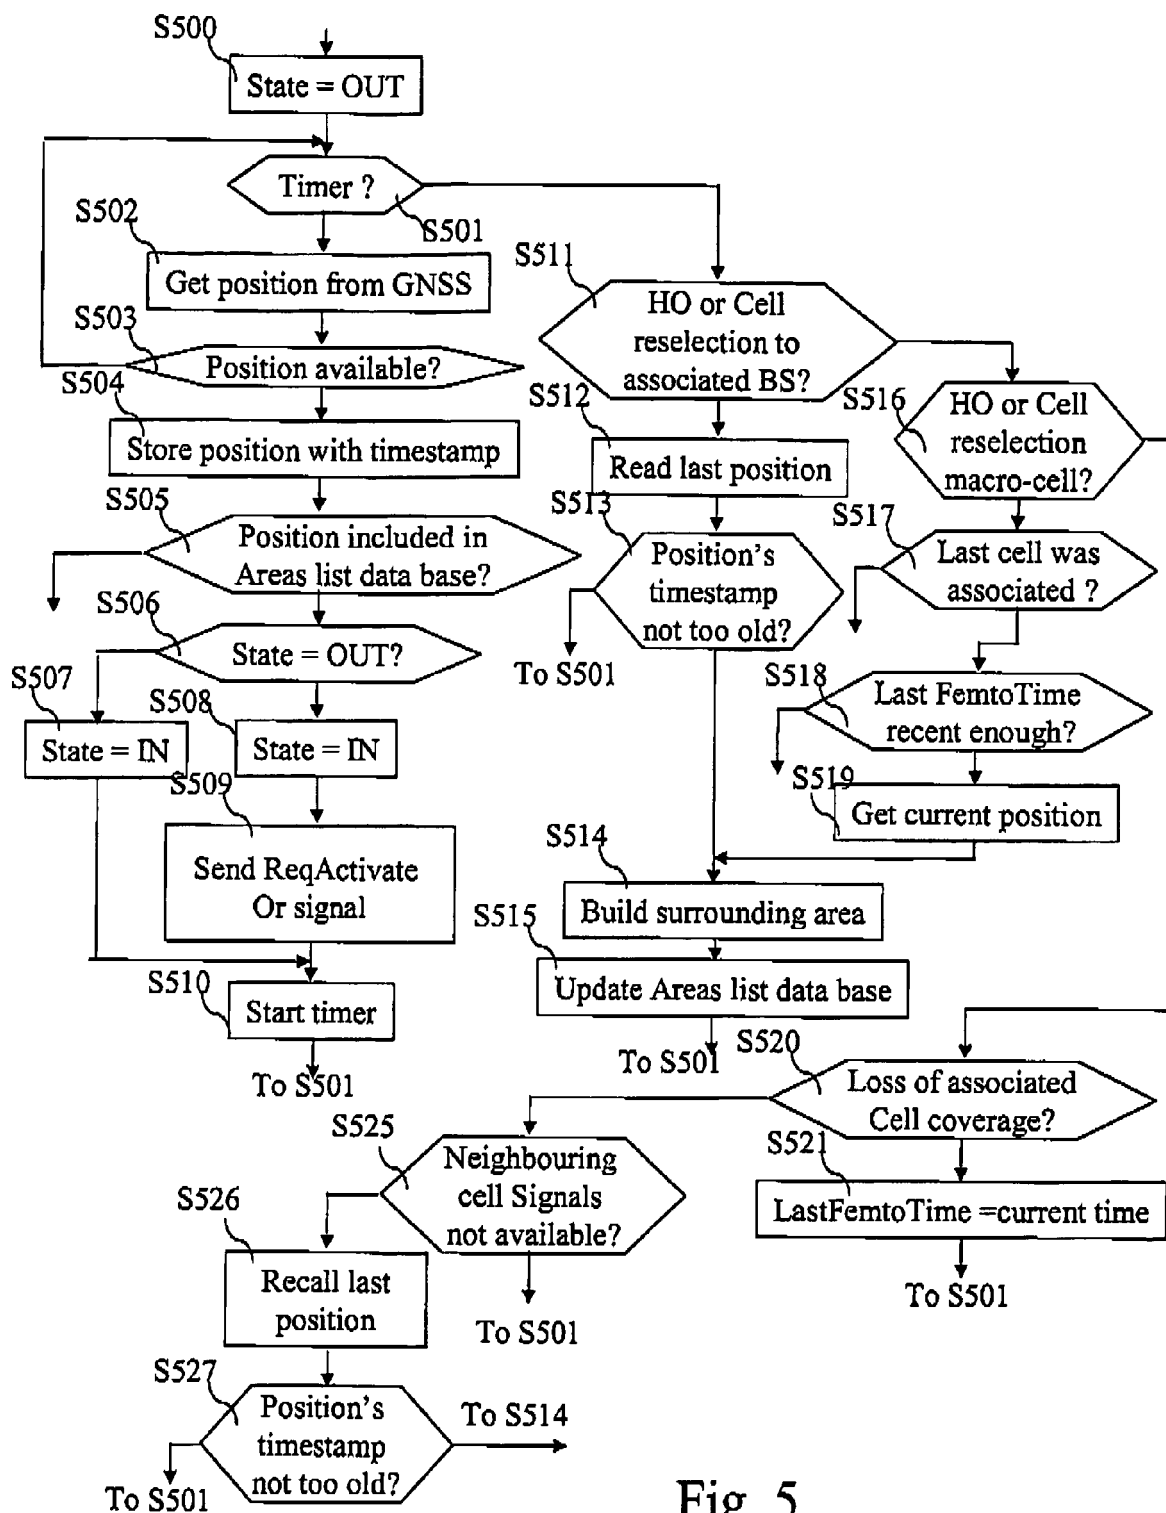 S500
State = OUT
Timer ?
S501
S502
Get position from GNSS
S503
Position available?
S504
Store position with timestamp
S505
Position included in
Areas list data base?
S506
State = OUT?
S507
State = IN
S508
State = IN
S509
Send ReqActivate
Or signal
S510
Start timer
To S501
S511
HO or Cell
reselection to
associated BS?
S512
Read last position
S513
Position's
timestamp
not too old?
To S501
S514
Build surrounding area
S515
Update Areas list data base
To S501
S516
HO or Cell
reselection
macro-cell?
S517
Last cell was
associated ?
S518
Last FemtoTime
recent enough?
S519
Get current position
S520
Loss of associated
Cell coverage?
S521
LastFemtoTime =current time
To S501
S525
Neighbouring
cell Signals
not available?
To S501
S526
Recall last
position
S527
Position's
timestamp
not too old?
To S514
To S501
Fig. 5